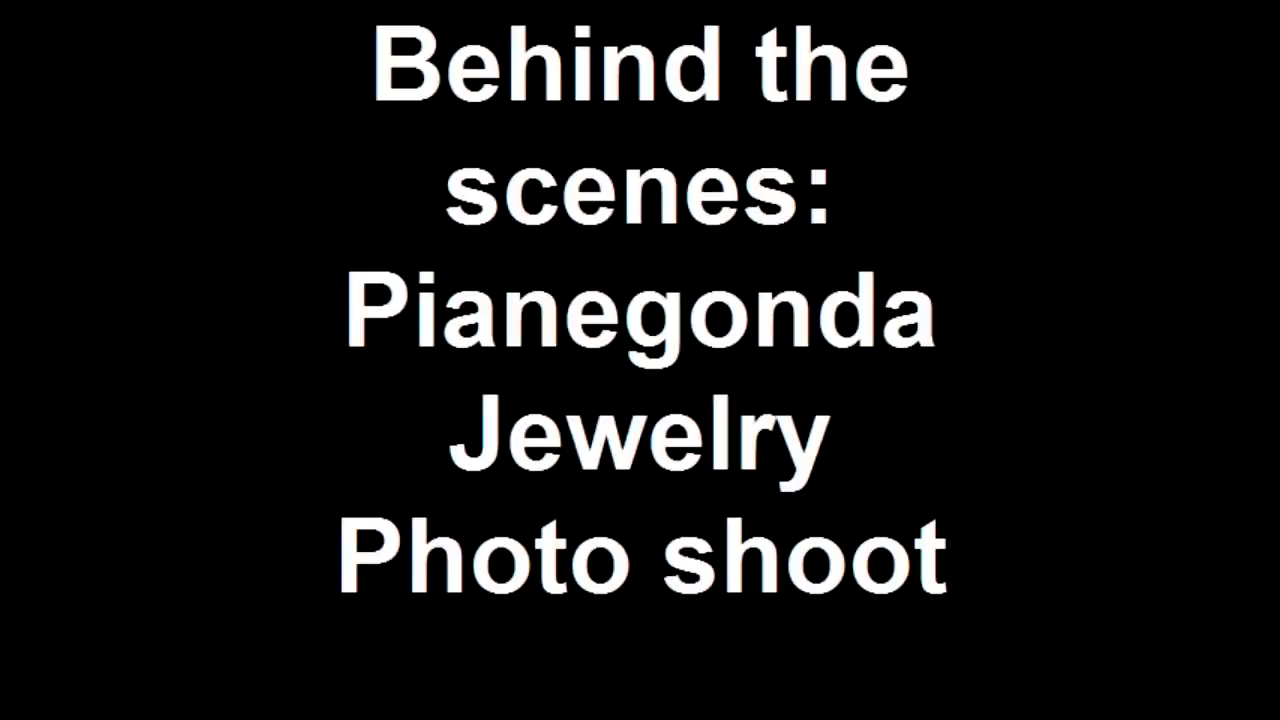 Behind the
scenes:
Pianegonda
Jewelry
Photo shoot